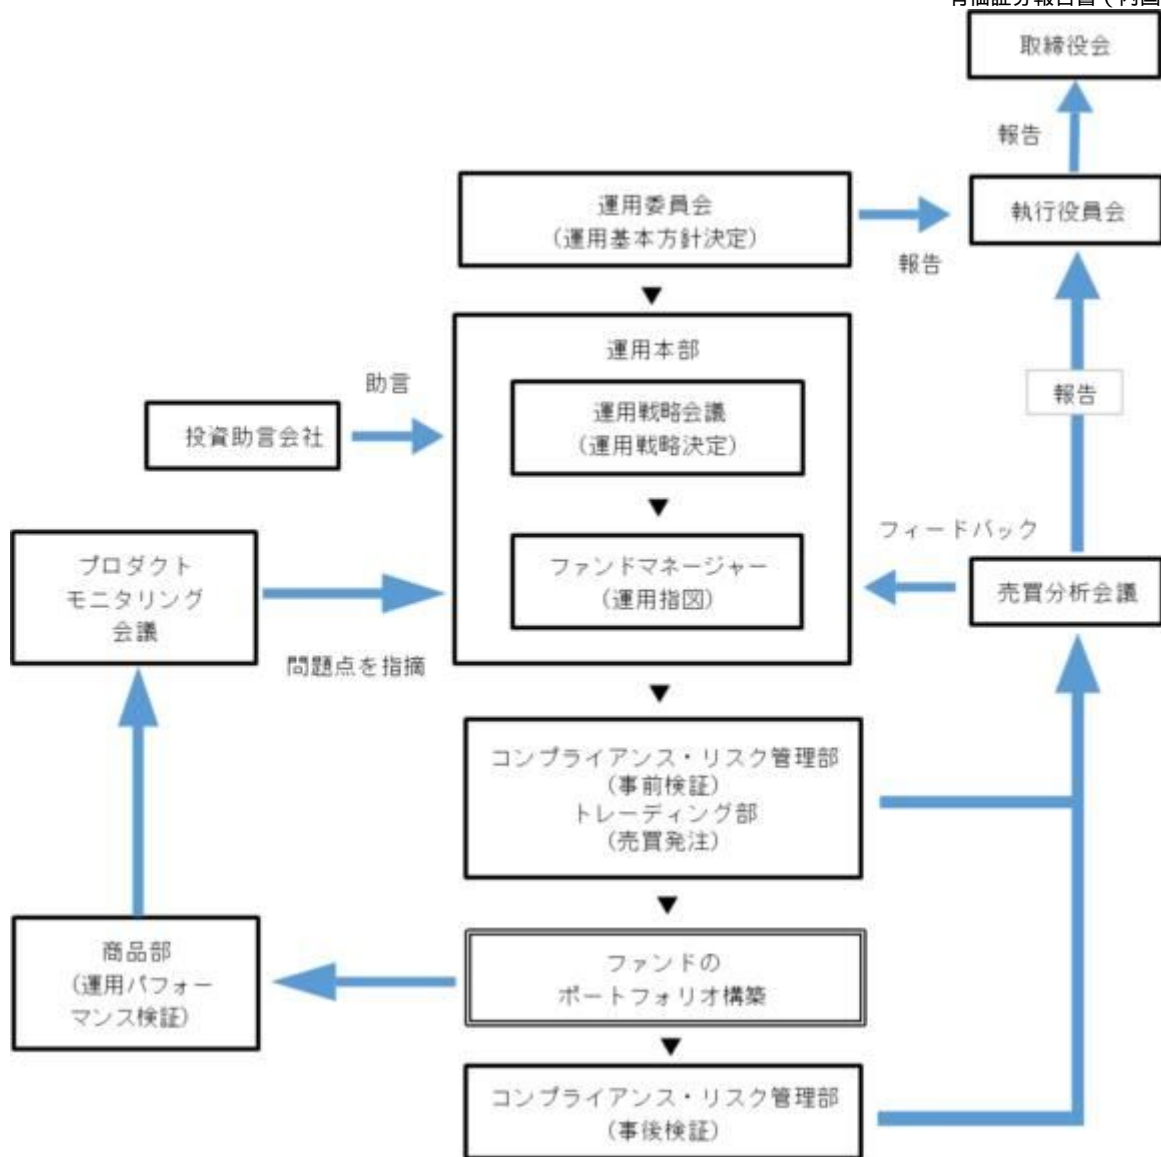 取締役会
報告
運用委員会
(運用基本方針決定)
執行役員会
報告
運用本部
助言
報告
運用戦略会議
(運用戦略決定)
投資助言会社
フィードバック
プロダクト
モニタリング
会議
ファンドマネージャー
(運用指図)
売買分析会議
問題点を指摘
コンプライアンス・リスク管理部
(事前検証)
トレーディング部
(売買発注)
商品部
(運用パフォー
マンス検証)
ファンドの
ポートフォリオ構築
コンプライアンス・リスク管理部
(事後検証)